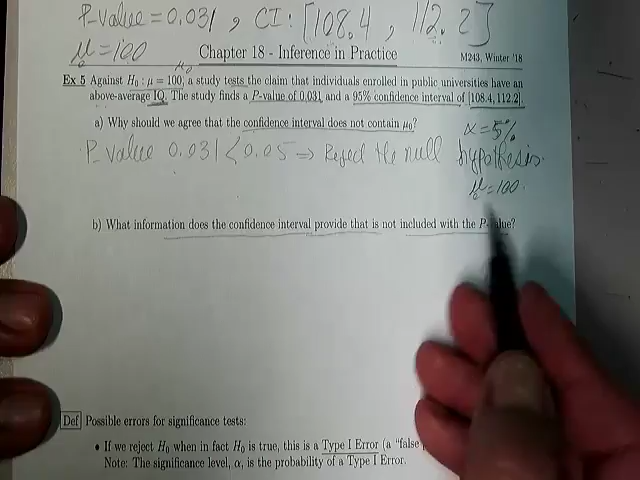 P-value = 0.031 , CI: [108.4 , 112.2]
μ = 100
μ₀
Chapter 18 - Inference in Practice
M243, Winter '18
Ex 5 Against H₀ : μ = 100, a study tests the claim that individuals enrolled in public universities have an
above-average IQ. The study finds a P-value of 0.031 and a 95% confidence interval of [108.4, 112.2].
a) Why should we agree that the confidence interval does not contain μ₀?
α = 5%
P value 0.031 < 0.05 ⇒ Reject the null hypothesis.
μ₀ = 100.
b) What information does the confidence interval provide that is not included with the P-value?
Def Possible errors for significance tests:
• If we reject H₀ when in fact H₀ is true, this is a Type I Error (a "false
Note: The significance level, α, is the probability of a Type I Error.